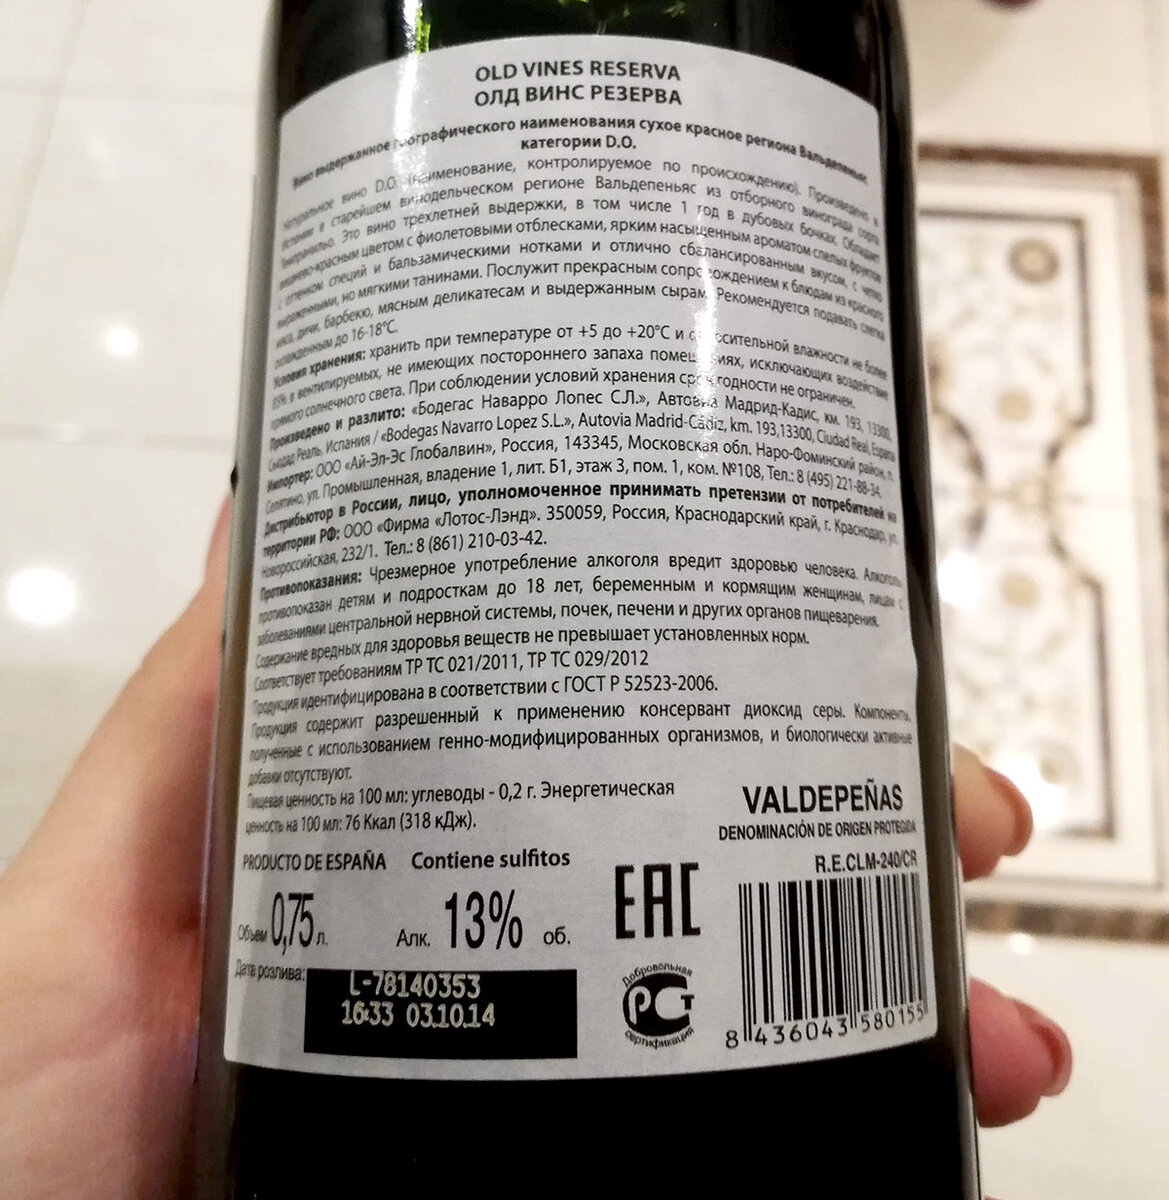 OLD VINES RESERVA
ОЛД ВИНС РЕЗЕРВА
Вино выдержанное географического наименования сухое красное региона Вальдепеньяс
категории D.O.
Натуральное вино D.O. (наименование, контролируемое по происхождению). Произведено в
Испании в старейшем винодельческом регионе Вальдепеньяс из отборного винограда сорта
Темпранильо. Это вино трехлетней выдержки, в том числе 1 год в дубовых бочках. Обладает
вишнево-красным цветом с фиолетовыми отблесками, ярким насыщенным ароматом спелых фруктов
с оттенком специй и бальзамическими нотками и отлично сбалансированным вкусом, с четко
выраженными, но мягкими танинами. Послужит прекрасным сопровождением к блюдам из красного
мяса, дичи, барбекю, мясным деликатесам и выдержанным сырам. Рекомендуется подавать слегка
охлажденным до 16-18°С.
Условия хранения: хранить при температуре от +5 до +20°С и относительной влажности не более
85% в вентилируемых, не имеющих постороннего запаха помещениях, исключающих воздействие
прямого солнечного света. При соблюдении условий хранения срок годности не ограничен.
Произведено и разлито: «Бодегас Наварро Лопес С.Л.», Автовиа Мадрид-Кадис, км. 193, 13300,
Сьюдад Реаль, Испания / «Bodegas Navarro Lopez S.L.», Autovia Madrid-Cádiz, km. 193,13300, Ciudad Real, España
Импортер: ООО «Ай-Эл-Эс Глобалвин», Россия, 143345, Московская обл. Наро-Фоминский район, п.
Селятино, ул. Промышленная, владение 1, лит. Б1, этаж 3, пом. 1, ком. №108, Тел.: 8 (495) 221-88-34.
Дистрибьютор в России, лицо, уполномоченное принимать претензии от потребителей на
территории РФ: ООО «Фирма «Лотос-Лэнд». 350059, Россия, Краснодарский край, г. Краснодар, ул.
Новороссийская, 232/1. Тел.: 8 (861) 210-03-42.
Противопоказания: Чрезмерное употребление алкоголя вредит здоровью человека. Алкоголь
противопоказан детям и подросткам до 18 лет, беременным и кормящим женщинам, лицам с
заболеваниями центральной нервной системы, почек, печени и других органов пищеварения.
Содержание вредных для здоровья веществ не превышает установленных норм.
Соответствует требованиям ТР ТС 021/2011, ТР ТС 029/2012
Продукция идентифицирована в соответствии с ГОСТ Р 52523-2006.
Продукция содержит разрешенный к применению консервант диоксид серы. Компоненты,
полученные с использованием генно-модифицированных организмов, и биологически активные
добавки отсутствуют.
Пищевая ценность на 100 мл: углеводы - 0,2 г. Энергетическая
ценность на 100 мл: 76 Ккал (318 кДж).
VALDEPEÑAS
DENOMINACIÓN DE ORIGEN PROTEGIDA
PRODUCTO DE ESPAÑA Contiene sulfitos
R.E.CLM-240/CR
Объем 0,75 л.
Алк. 13% об.
EAC
Дата розлива:
L-78140353
16:33 03.10.14
Добровольная
РСТ
сертификация
8 436043 580155